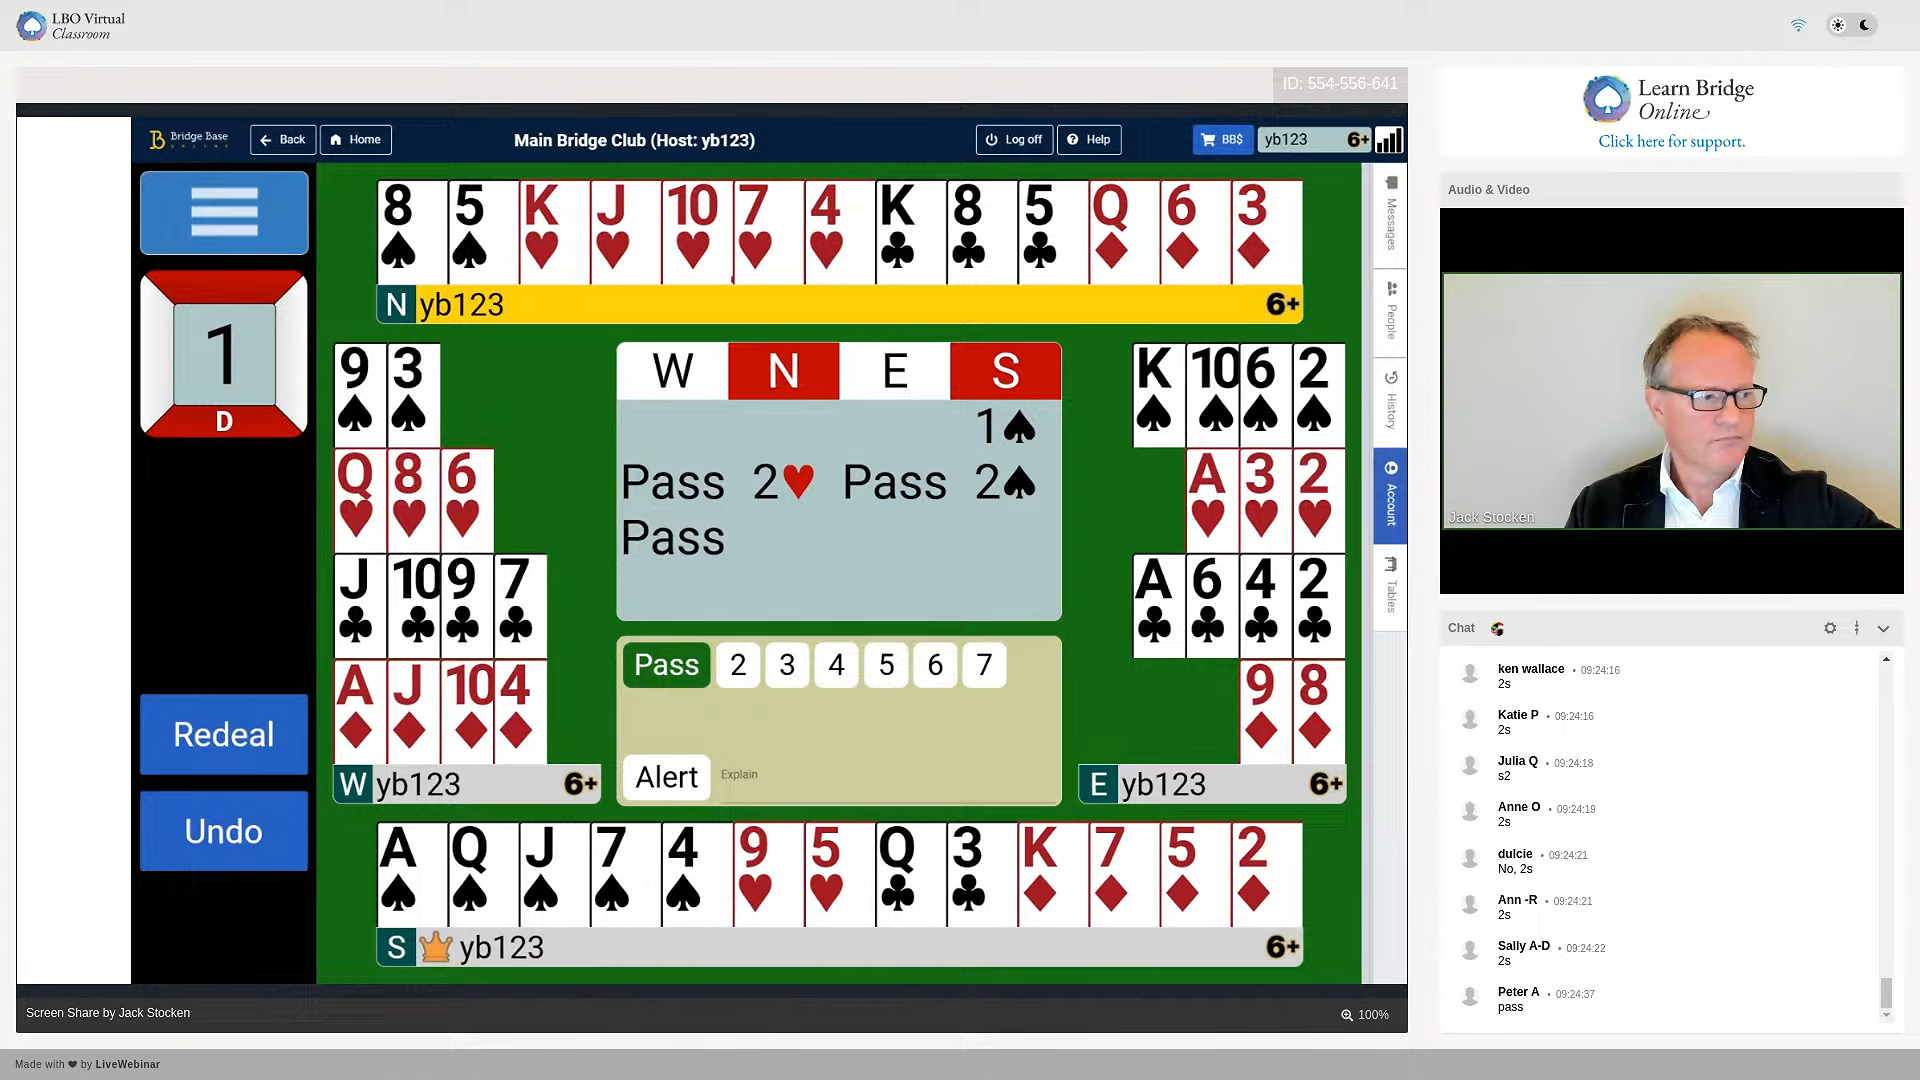 LBO Virtual
Classroom
ID: 554-556-641
Bridge Base
ONLINE
Back
Home
Main Bridge Club (Host: yb123)
Log off
Help
BB$
yb123
6+
1
D
8♠ 5♠ K♥ J♥ 10♥ 7♥ 4♥ K♣ 8♣ 5♣ Q♦ 6♦ 3♦
N yb123 6+
9♠ 3♠
Q♥ 8♥ 6♥
J♣ 10♣ 9♣ 7♣
A♦ J♦ 10♦ 4♦
W yb123 6+
W N E S
1♠
Pass 2♥ Pass 2♠
Pass
Pass 2 3 4 5 6 7
Alert Explain
K♠ 10♠ 6♠ 2♠
A♥ 3♥ 2♥
A♣ 6♣ 4♣ 2♣
9♦ 8♦
E yb123 6+
A♠ Q♠ J♠ 7♠ 4♠ 9♥ 5♥ Q♣ 3♣ K♦ 7♦ 5♦ 2♦
S yb123 6+
Redeal
Undo
Messages
People
History
Account
Tables
Screen Share by Jack Stocken
100%
Learn Bridge
Online
Click here for support.
Audio & Video
Jack Stocken
Chat
ken wallace • 09:24:16
2s
Katie P • 09:24:16
2s
Julia Q • 09:24:18
s2
Anne O • 09:24:19
2s
dulcie • 09:24:21
No, 2s
Ann -R • 09:24:21
2s
Sally A-D • 09:24:22
2s
Peter A • 09:24:37
pass
Made with ❤ by LiveWebinar